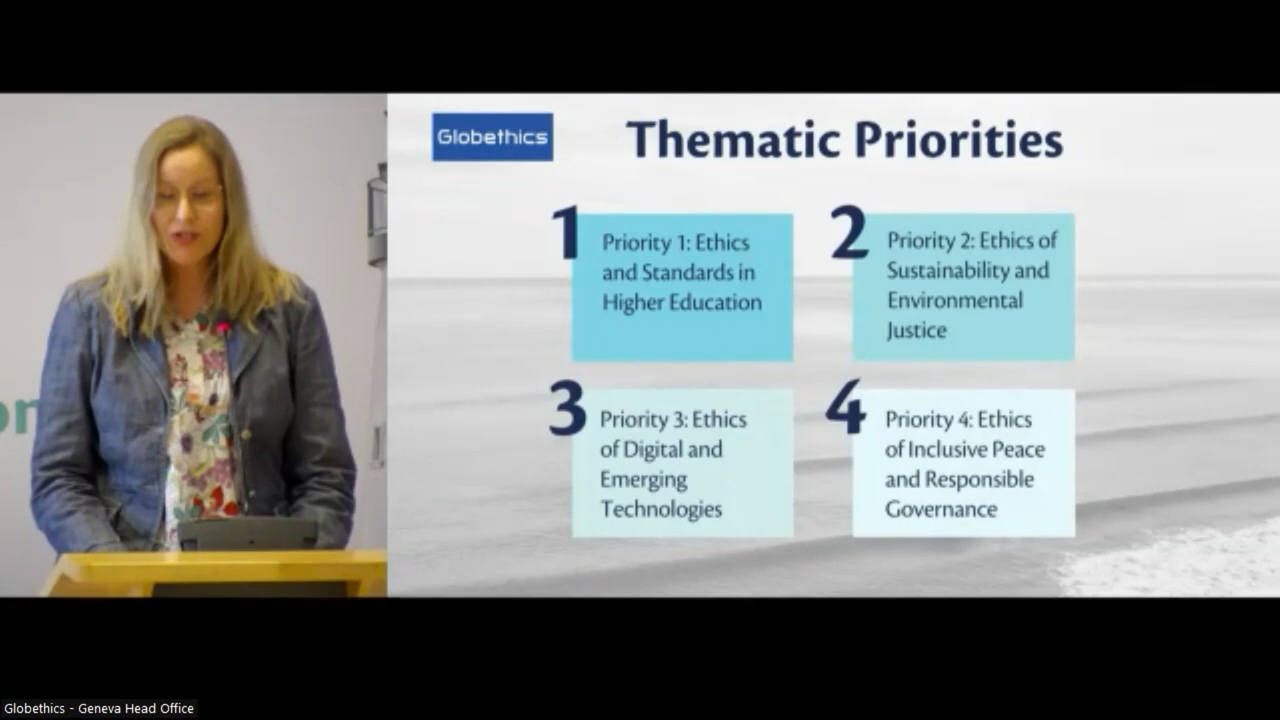 Globethics
Thematic Priorities
1
Priority 1: Ethics
and Standards in
Higher Education
2
Priority 2: Ethics of
Sustainability and
Environmental
Justice
3
Priority 3: Ethics
of Digital and
Emerging
Technologies
4
Priority 4: Ethics
of Inclusive Peace
and Responsible
Governance
on
Globethics - Geneva Head Office